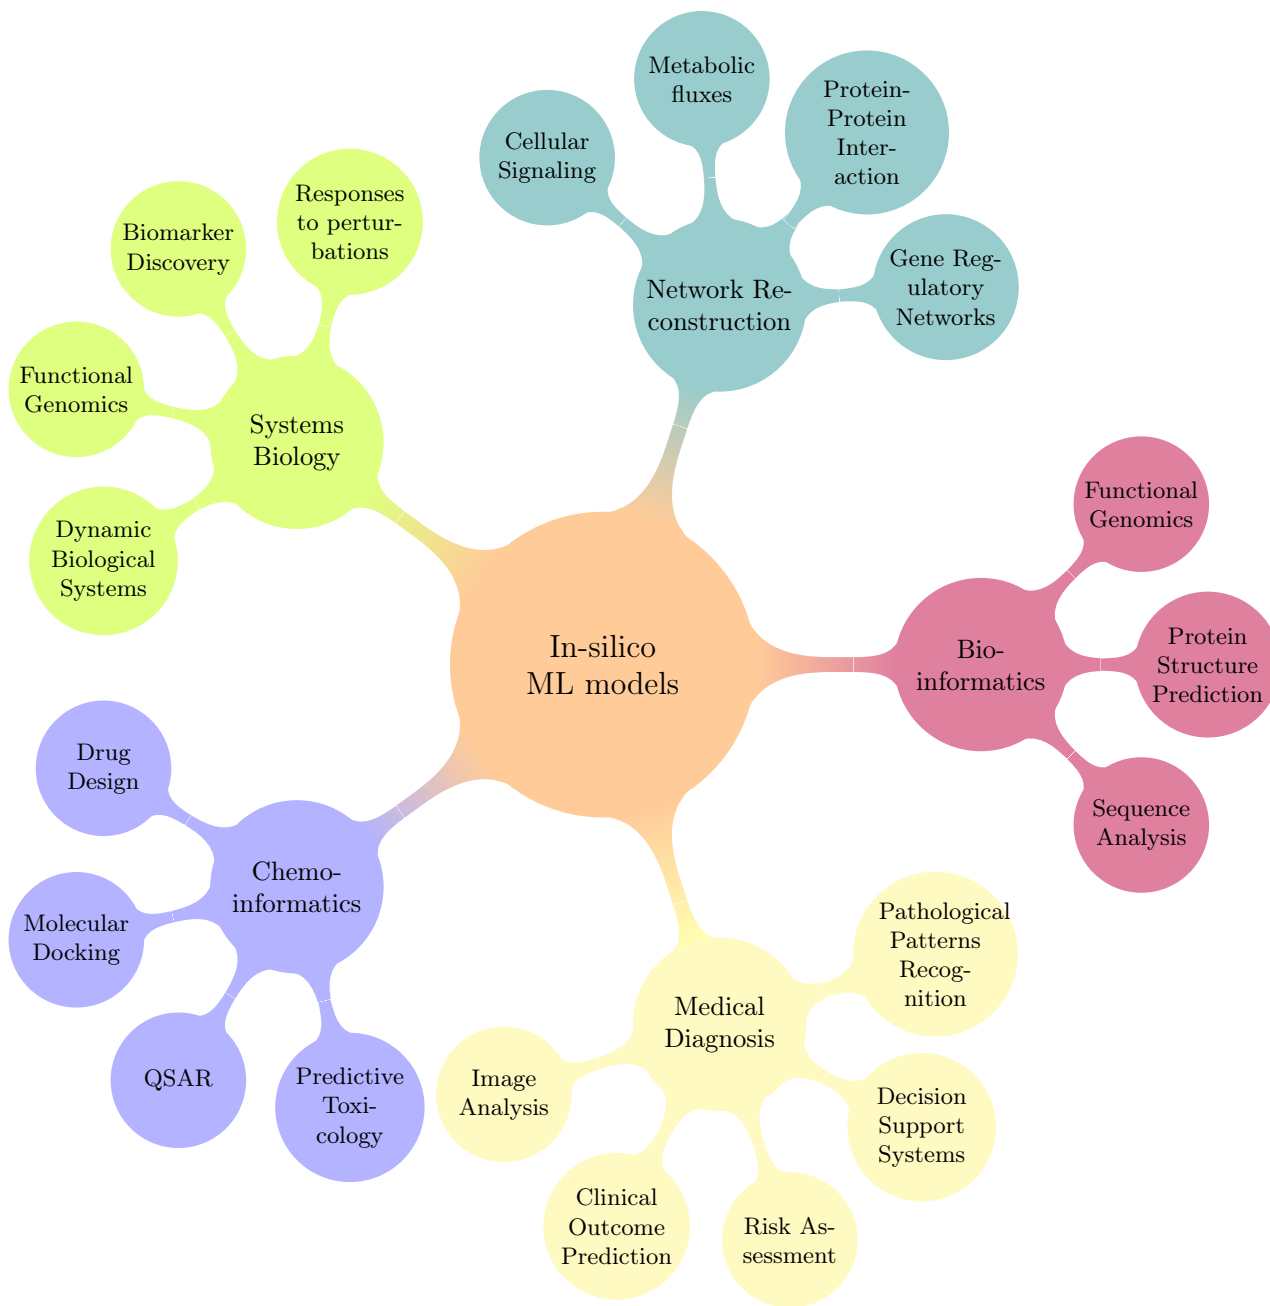 In-silico
ML models
Network Re-
construction
Cellular
Signaling
Metabolic
fluxes
Protein-
Protein
Inter-
action
Gene Reg-
ulatory
Networks
Bio-
informatics
Functional
Genomics
Protein
Structure
Prediction
Sequence
Analysis
Medical
Diagnosis
Pathological
Patterns
Recog-
nition
Decision
Support
Systems
Risk As-
sessment
Clinical
Outcome
Prediction
Image
Analysis
Chemo-
informatics
Predictive
Toxi-
cology
QSAR
Molecular
Docking
Drug
Design
Systems
Biology
Dynamic
Biological
Systems
Functional
Genomics
Biomarker
Discovery
Responses
to pertur-
bations